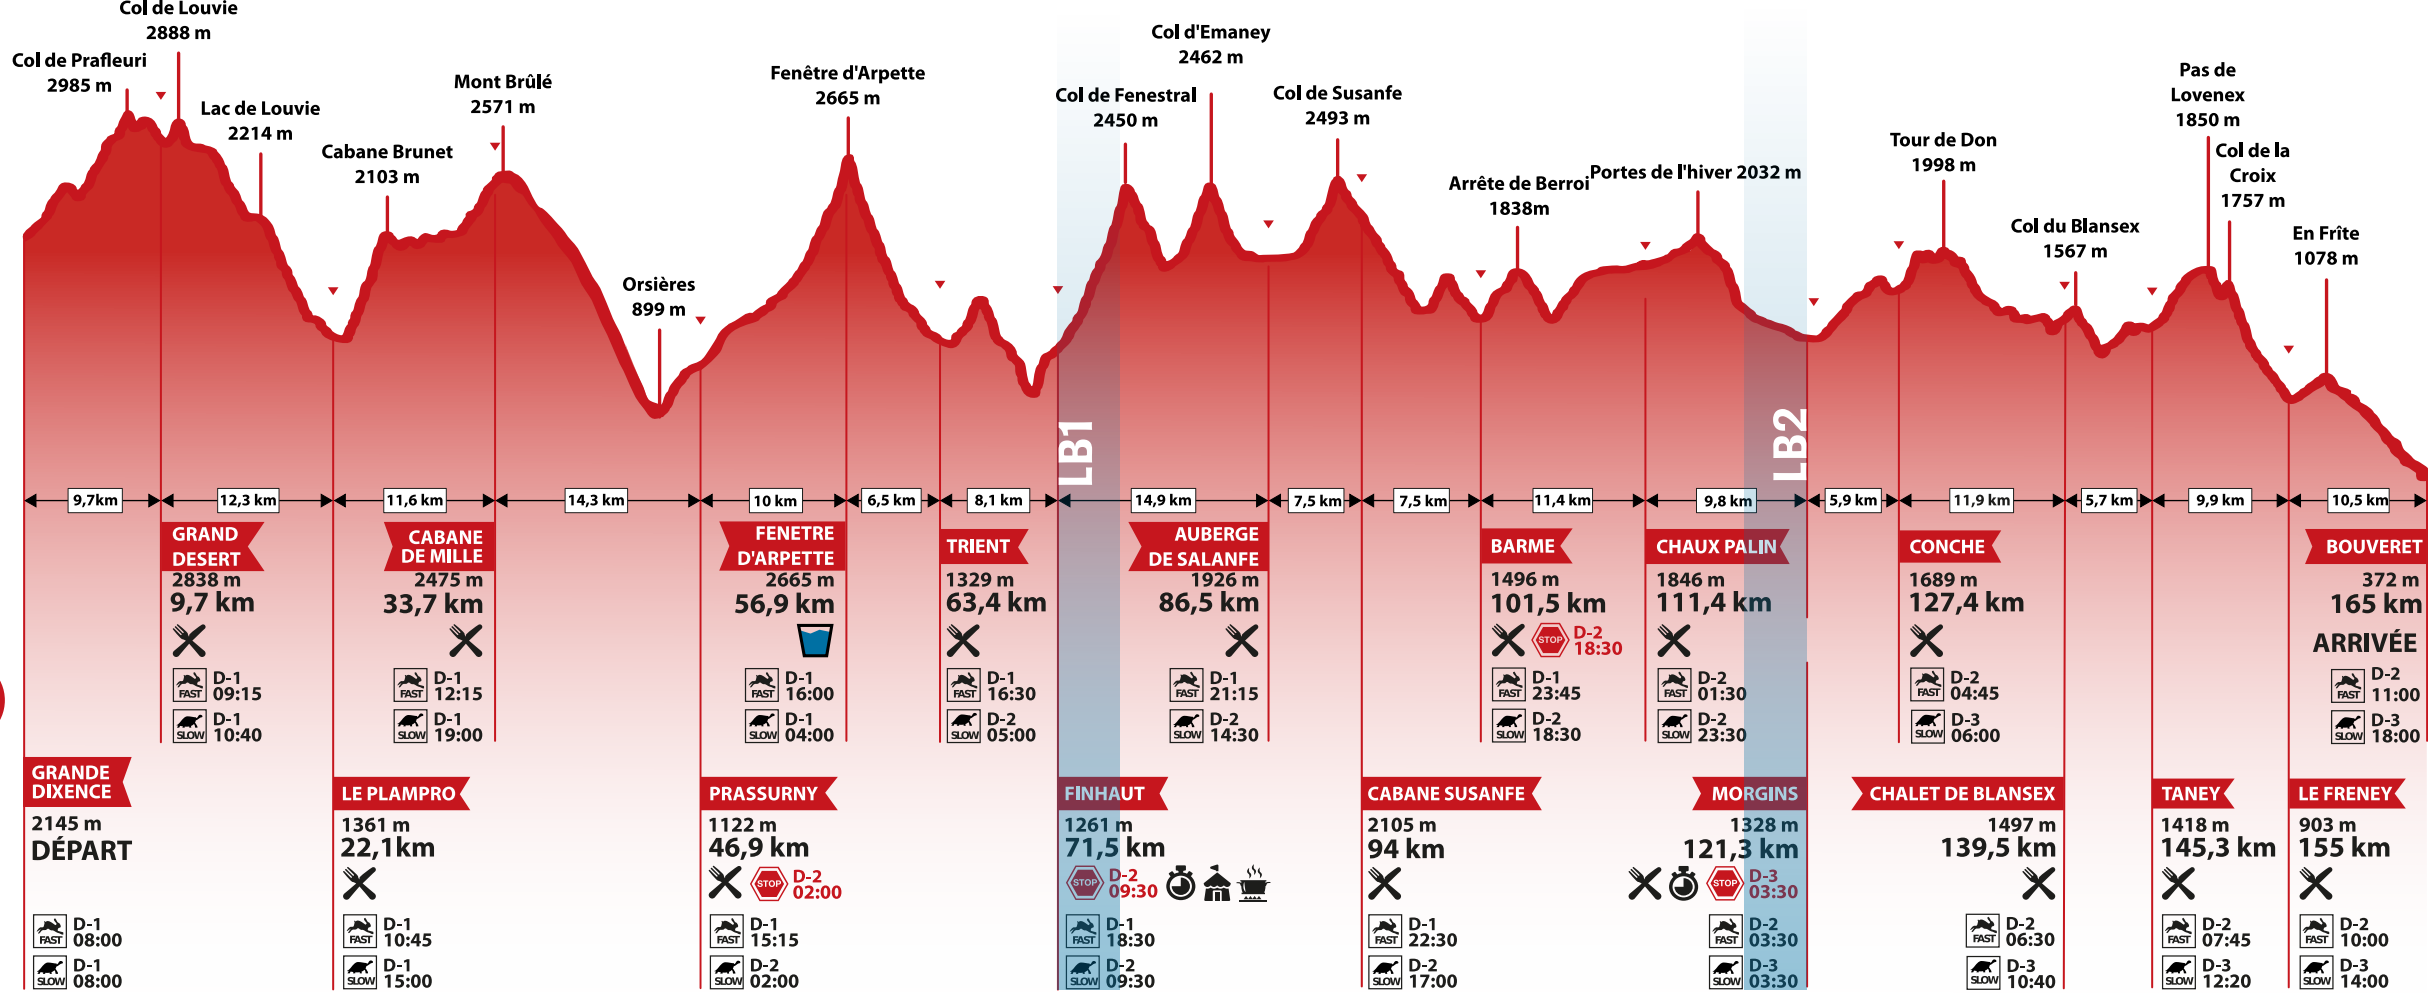 Col de Louvie
2888 m
Col de Prafleuri
2985 m
Lac de Louvie
2214 m
Cabane Brunet
2103 m
Mont Brûlé
2571 m
Orsières
899 m
Fenêtre d'Arpette
2665 m
Col de Fenestral
2450 m
Col d'Emaney
2462 m
Col de Susanfe
2493 m
Arrête de Berroi
1838m
Portes de l'hiver 2032 m
Tour de Don
1998 m
Col du Blansex
1567 m
Pas de
Lovenex
1850 m
Col de la
Croix
1757 m
En Frîte
1078 m
LB1
LB2
9,7km
12,3 km
11,6 km
14,3 km
10 km
6,5 km
8,1 km
14,9 km
7,5 km
7,5 km
11,4 km
9,8 km
5,9 km
11,9 km
5,7 km
9,9 km
10,5 km
GRAND
DESERT
2838 m
9,7 km
FAST D-1
09:15
SLOW D-1
10:40
CABANE
DE MILLE
2475 m
33,7 km
FAST D-1
12:15
SLOW D-1
19:00
FENETRE
D'ARPETTE
2665 m
56,9 km
FAST D-1
16:00
SLOW D-1
04:00
TRIENT
1329 m
63,4 km
FAST D-1
16:30
SLOW D-2
05:00
AUBERGE
DE SALANFE
1926 m
86,5 km
FAST D-1
21:15
SLOW D-2
14:30
BARME
1496 m
101,5 km
STOP D-2
18:30
FAST D-1
23:45
SLOW D-2
18:30
CHAUX PALIN
1846 m
111,4 km
FAST D-2
01:30
SLOW D-2
23:30
CONCHE
1689 m
127,4 km
FAST D-2
04:45
SLOW D-3
06:00
BOUVERET
372 m
165 km
ARRIVÉE
FAST D-2
11:00
SLOW D-3
18:00
GRANDE
DIXENCE
2145 m
DÉPART
FAST D-1
08:00
SLOW D-1
08:00
LE PLAMPRO
1361 m
22,1km
FAST D-1
10:45
SLOW D-1
15:00
PRASSURNY
1122 m
46,9 km
STOP D-2
02:00
FAST D-1
15:15
SLOW D-2
02:00
FINHAUT
1261 m
71,5 km
STOP D-2
09:30
FAST D-1
18:30
SLOW D-2
09:30
CABANE SUSANFE
2105 m
94 km
FAST D-1
22:30
SLOW D-2
17:00
MORGINS
1328 m
121,3 km
STOP D-3
03:30
FAST D-2
03:30
SLOW D-3
03:30
CHALET DE BLANSEX
1497 m
139,5 km
FAST D-2
06:30
SLOW D-3
10:40
TANEY
1418 m
145,3 km
FAST D-2
07:45
SLOW D-3
12:20
LE FRENEY
903 m
155 km
FAST D-2
10:00
SLOW D-3
14:00